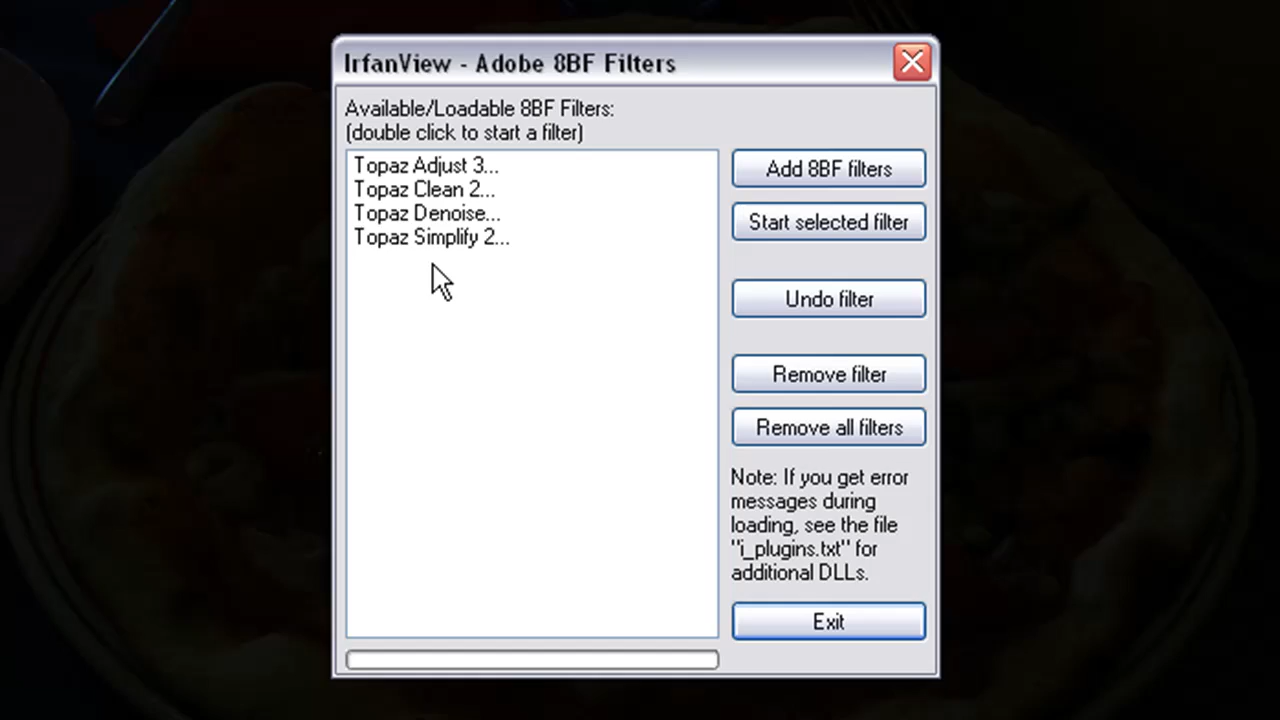 IrfanView - Adobe 8BF Filters
Available/Loadable 8BF Filters:
(double click to start a filter)
Topaz Adjust 3...
Topaz Clean 2...
Topaz Denoise...
Topaz Simplify 2...
Add 8BF filters
Start selected filter
Undo filter
Remove filter
Remove all filters
Note: If you get error
messages during
loading, see the file
"i_plugins.txt" for
additional DLLs.
Exit